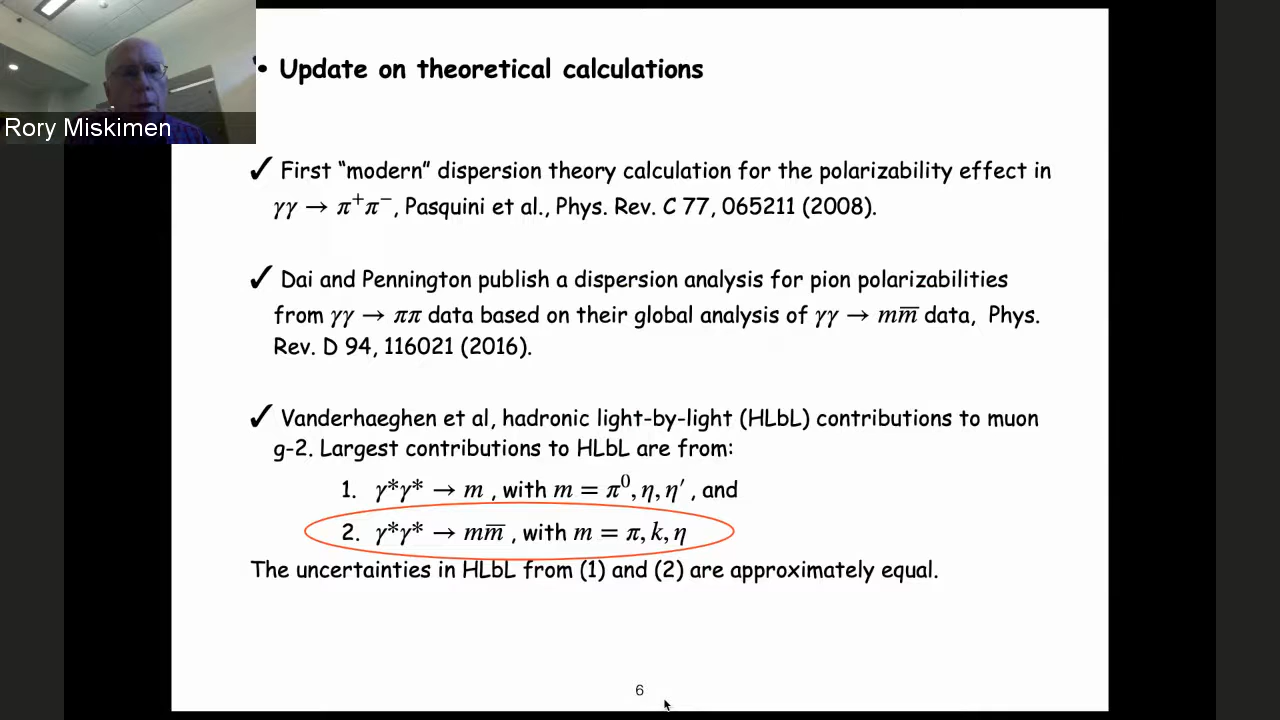 • Update on theoretical calculations
Rory Miskimen
✓ First “modern” dispersion theory calculation for the polarizability effect in
γγ → π⁺π⁻, Pasquini et al., Phys. Rev. C 77, 065211 (2008).
✓ Dai and Pennington publish a dispersion analysis for pion polarizabilities
from γγ → ππ data based on their global analysis of γγ → mm̅ data, Phys.
Rev. D 94, 116021 (2016).
✓ Vanderhaeghen et al, hadronic light-by-light (HLbL) contributions to muon
g-2. Largest contributions to HLbL are from:
1. γ*γ* → m , with m = π⁰, η, η′ , and
2. γ*γ* → mm̅ , with m = π, k, η
The uncertainties in HLbL from (1) and (2) are approximately equal.
6